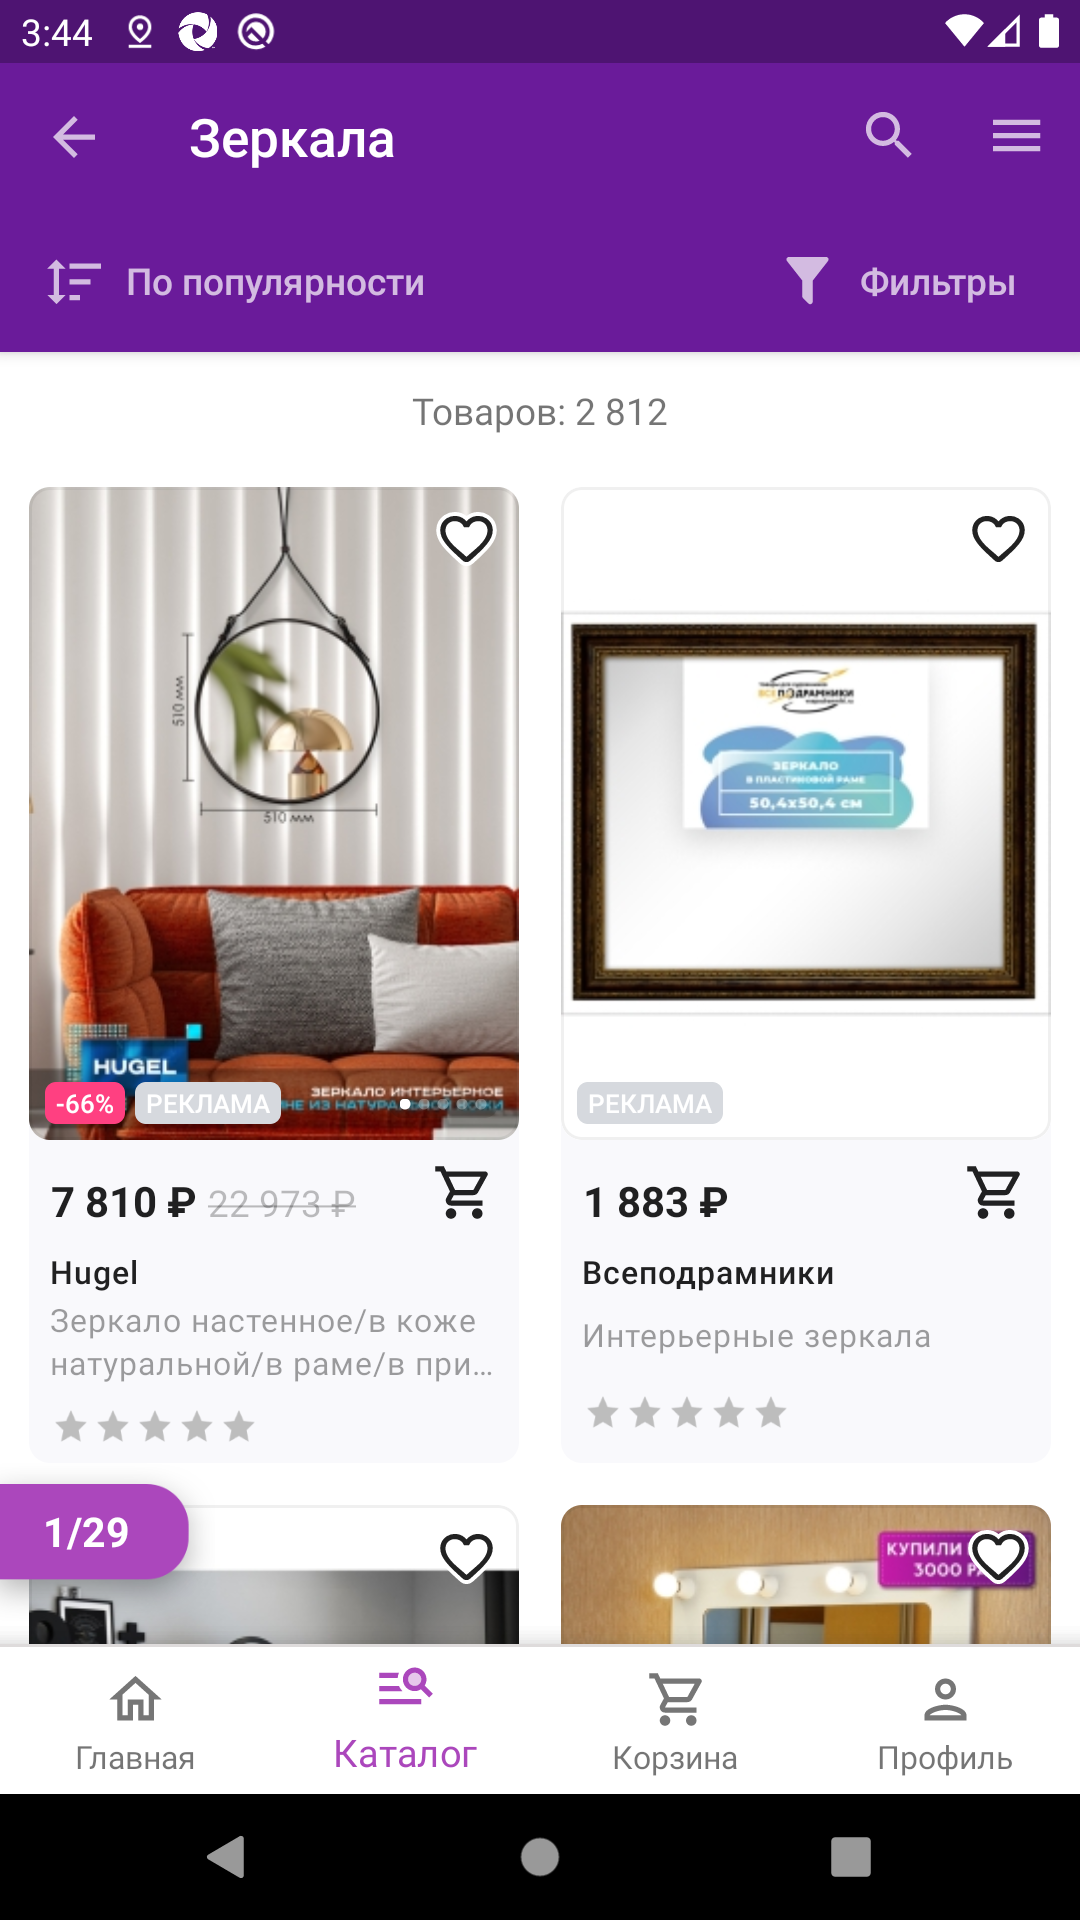 3:44
Зеркала
По популярности
Фильтры
Товаров: 2 812
510 мм
510 мм
HUGEL
ЗЕРКАЛО ИНТЕРЬЕРНОЕ
-66%
РЕКЛАМА
ВСЕПОДРАМНИКИ
ЗЕРКАЛО
В ПЛАСТИКОВОЙ РАМЕ
50,4x50,4 см
РЕКЛАМА
7 810 ₽ 22 973 ₽
Hugel
Зеркало настенное/в коже
натуральной/в раме/в при...
1 883 ₽
Всеподрамники
Интерьерные зеркала
1/29
КУПИЛИ
3000
Главная
Каталог
Корзина
Профиль